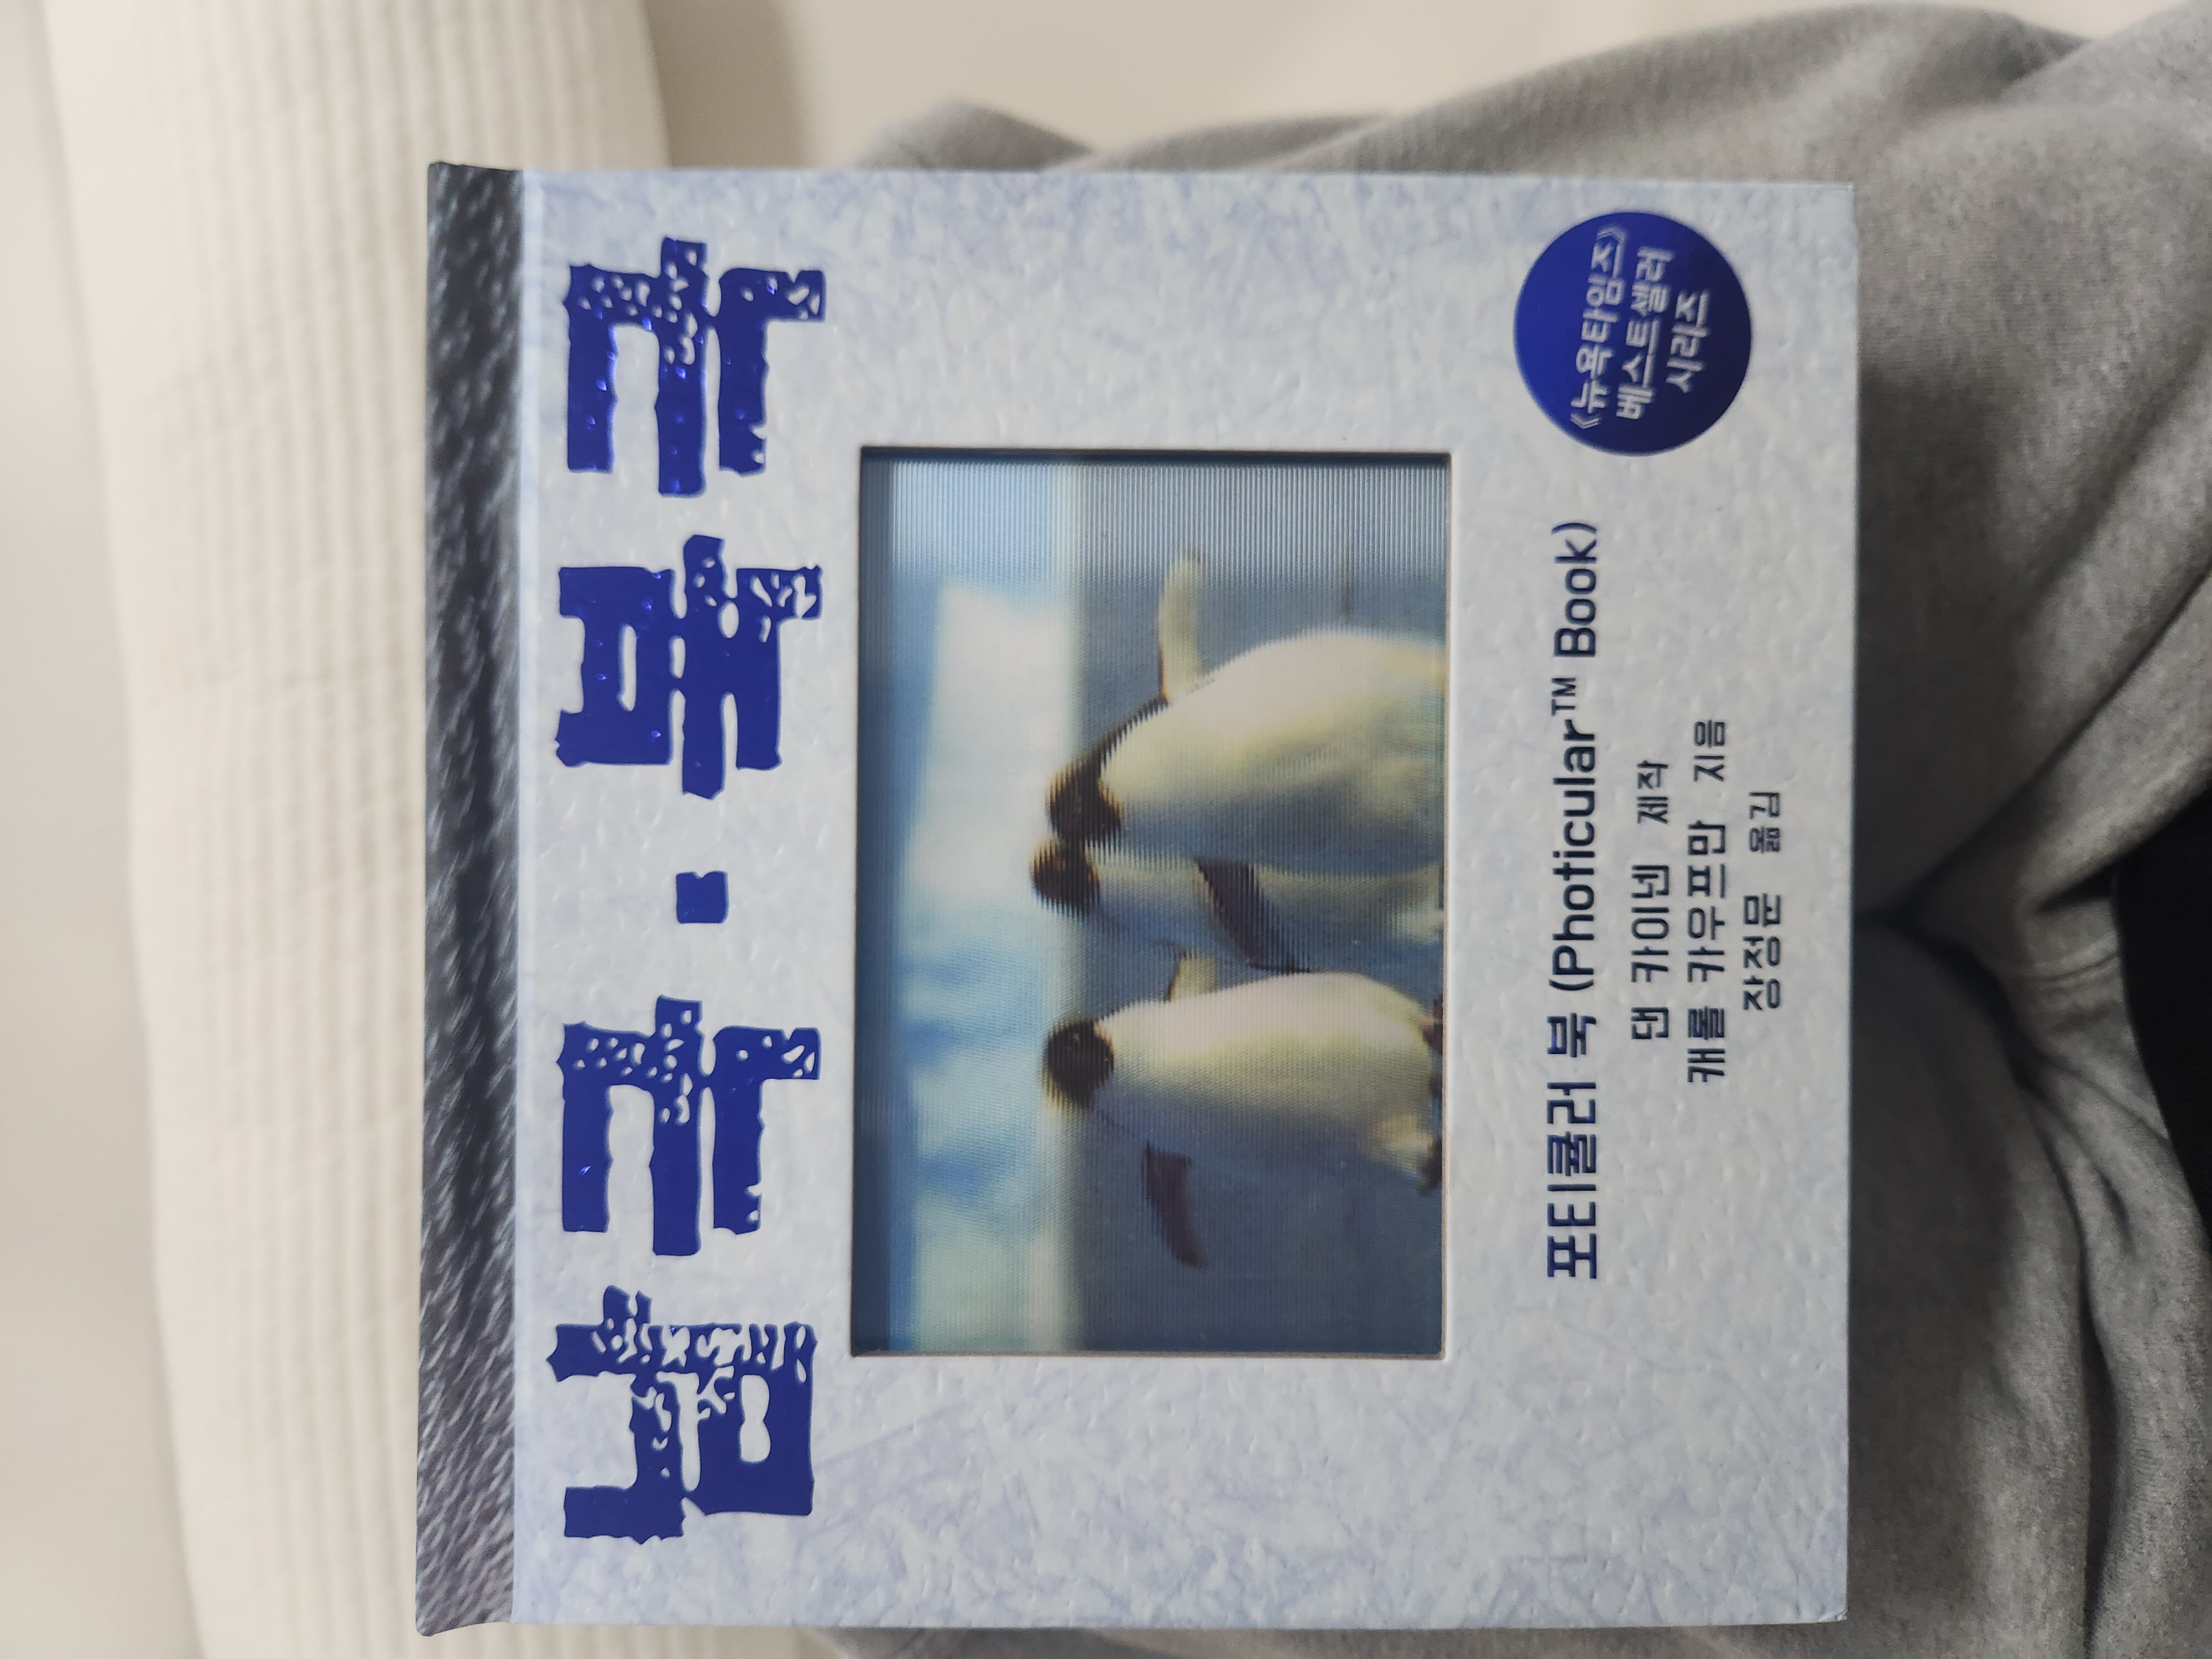 남극·북극
《뉴욕타임즈》
베스트셀러
시리즈
포티큘러 북 (Photicular™ Book)
댄 카이넨 제작
캐롤 카우프만 지음
장정문 옮김